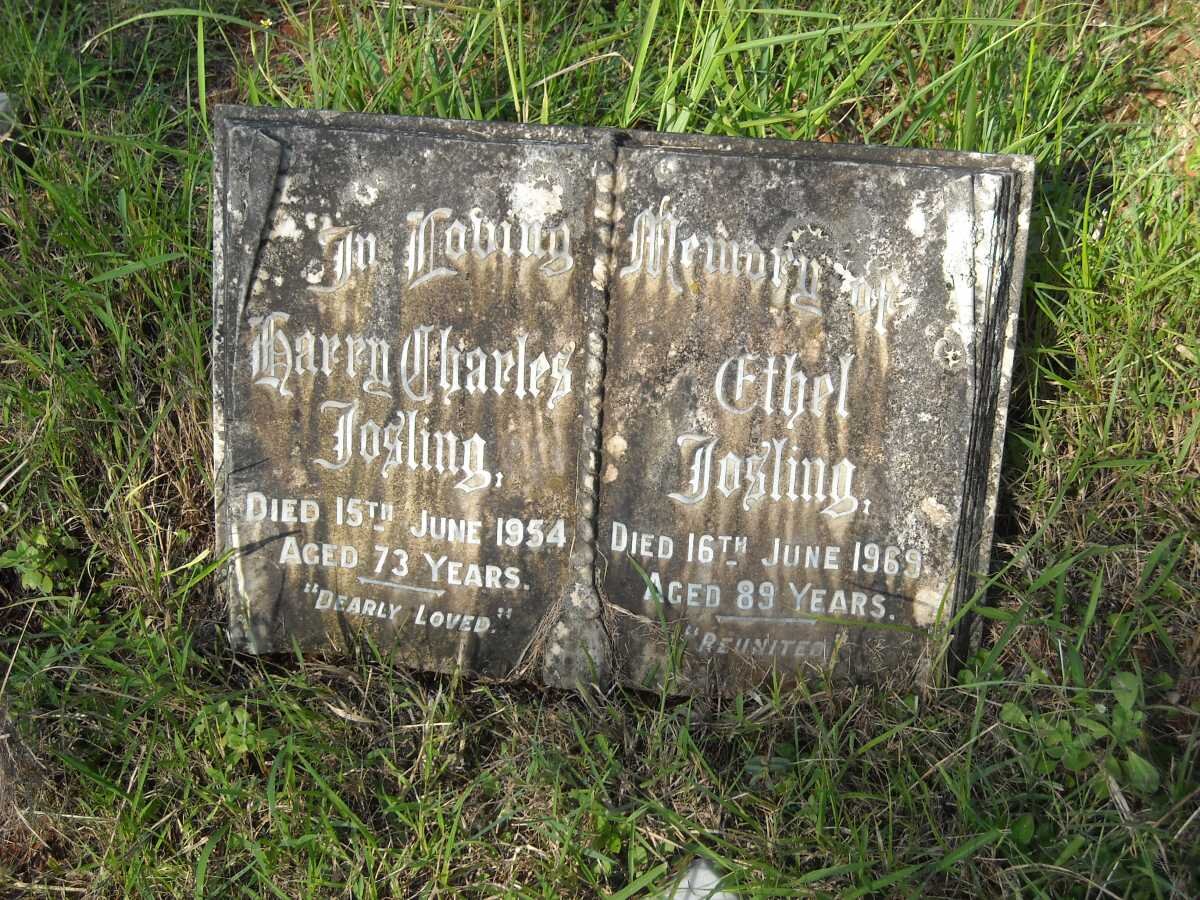 In Loving Memory of
Harry Charles
Josling,
Died 15th June 1954
Aged 73 Years.
"Dearly Loved."
Ethel
Josling,
Died 16th June 1969
Aged 89 Years.
"Reunited"